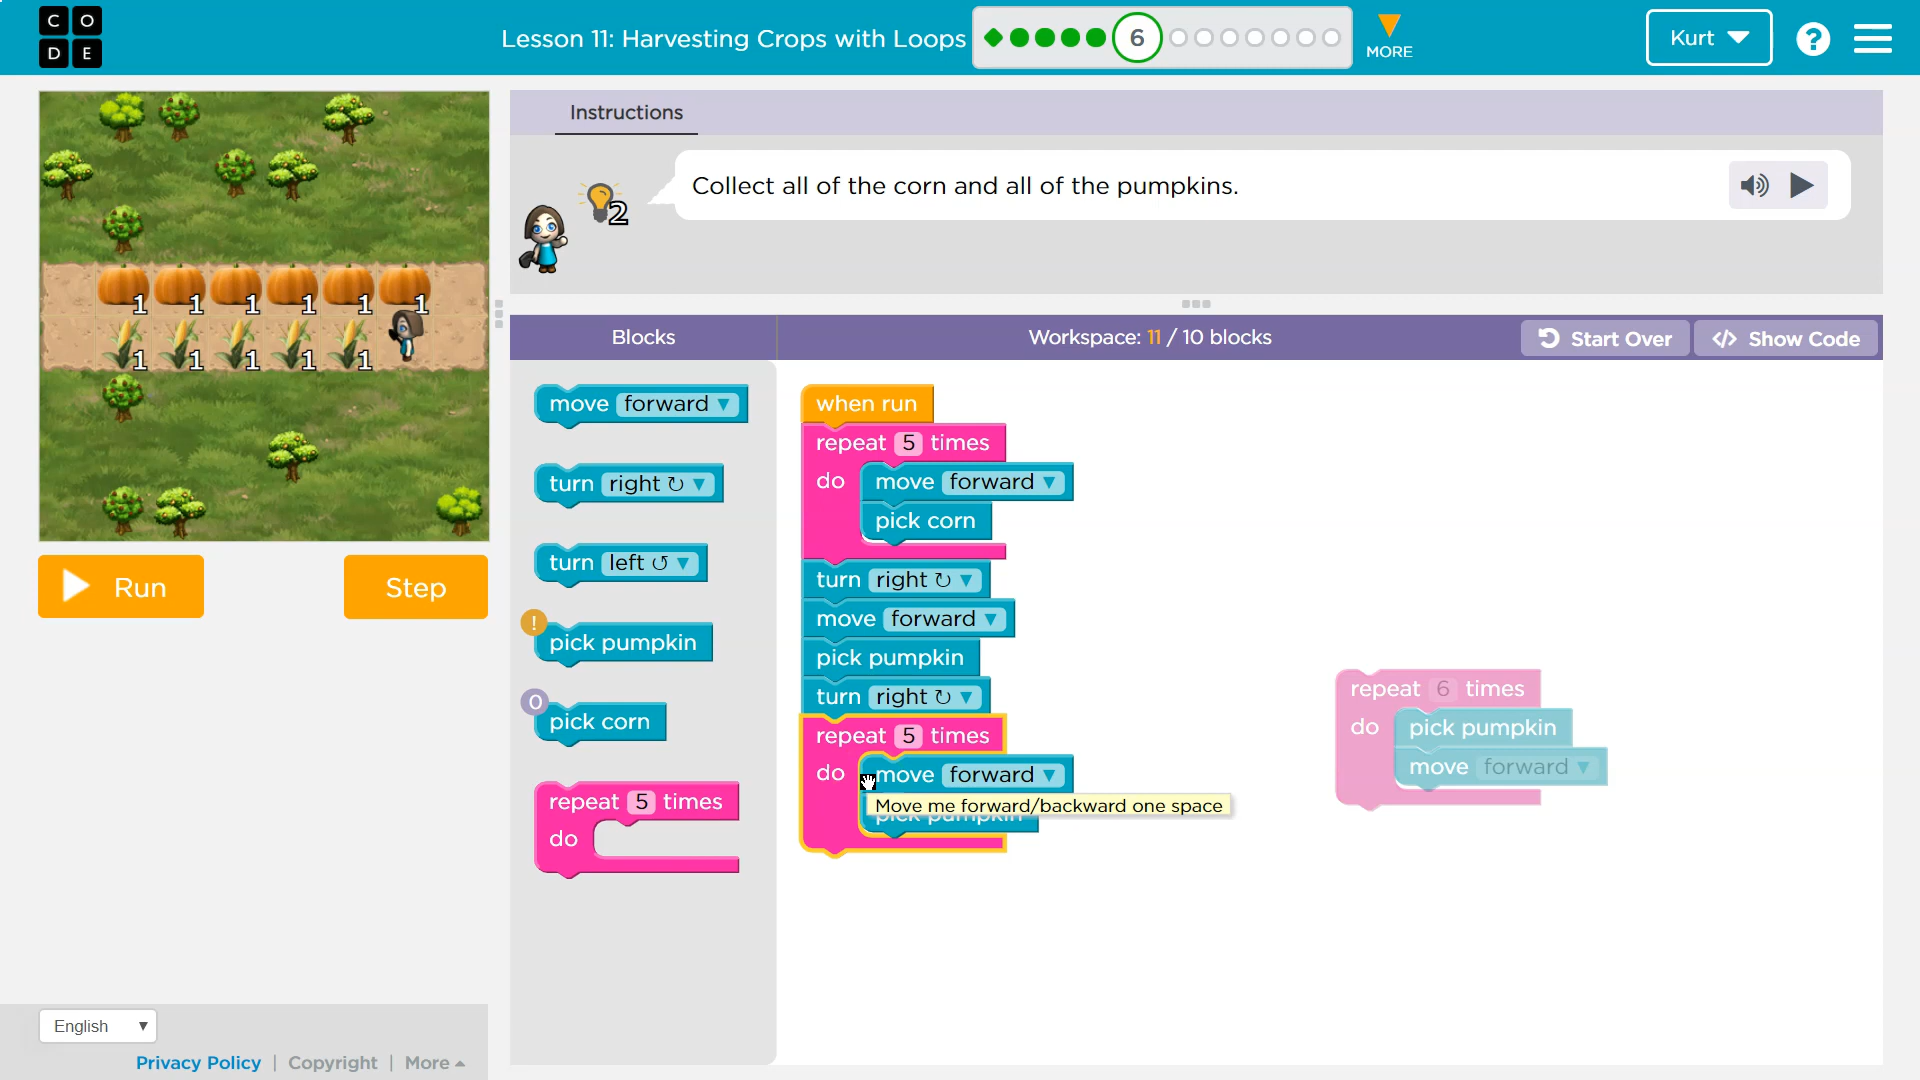 C O
D E
Lesson 11: Harvesting Crops with Loops
6
MORE
Kurt
?
Instructions
2
Collect all of the corn and all of the pumpkins.
1 1 1 1 1 1
1 1 1 1 1
Run
Step
Blocks
Workspace: 11 / 10 blocks
Start Over
</> Show Code
move forward
turn right
turn left
!
pick pumpkin
0
pick corn
repeat 5 times
do
when run
repeat 5 times
do move forward
pick corn
turn right
move forward
pick pumpkin
turn right
repeat 5 times
do move forward
Move me forward/backward one space
pick pumpkin
repeat 6 times
do pick pumpkin
move forward
English
Privacy Policy | Copyright | More